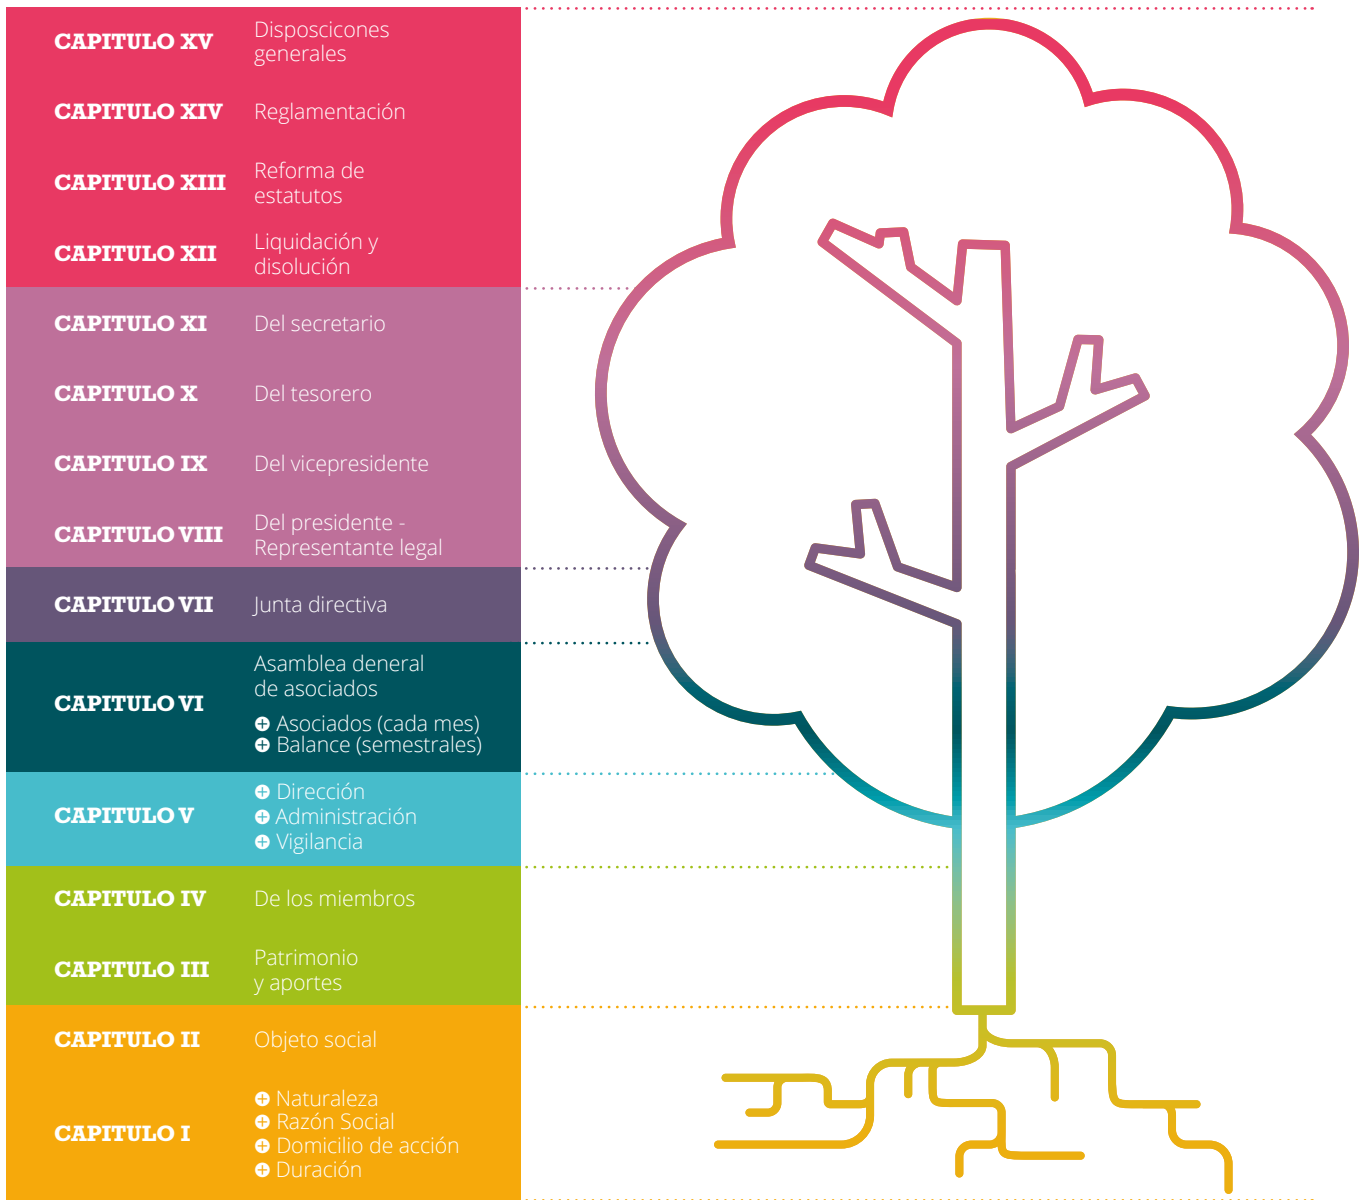 CAPITULO XV
Disposcicones
generales
CAPITULO XIV
Reglamentación
CAPITULO XIII
Reforma de
estatutos
CAPITULO XII
Liquidación y
disolución
CAPITULO XI
Del secretario
CAPITULO X
Del tesorero
CAPITULO IX
Del vicepresidente
CAPITULO VIII
Del presidente -
Representante legal
CAPITULO VII
Junta directiva
CAPITULO VI
Asamblea deneral
de asociados
Asociados (cada mes)
Balance (semestrales)
CAPITULO V
Dirección
Administración
Vigilancia
CAPITULO IV
De los miembros
CAPITULO III
Patrimonio
y aportes
CAPITULO II
Objeto social
CAPITULO I
Naturaleza
Razón Social
Domicilio de acción
Duración